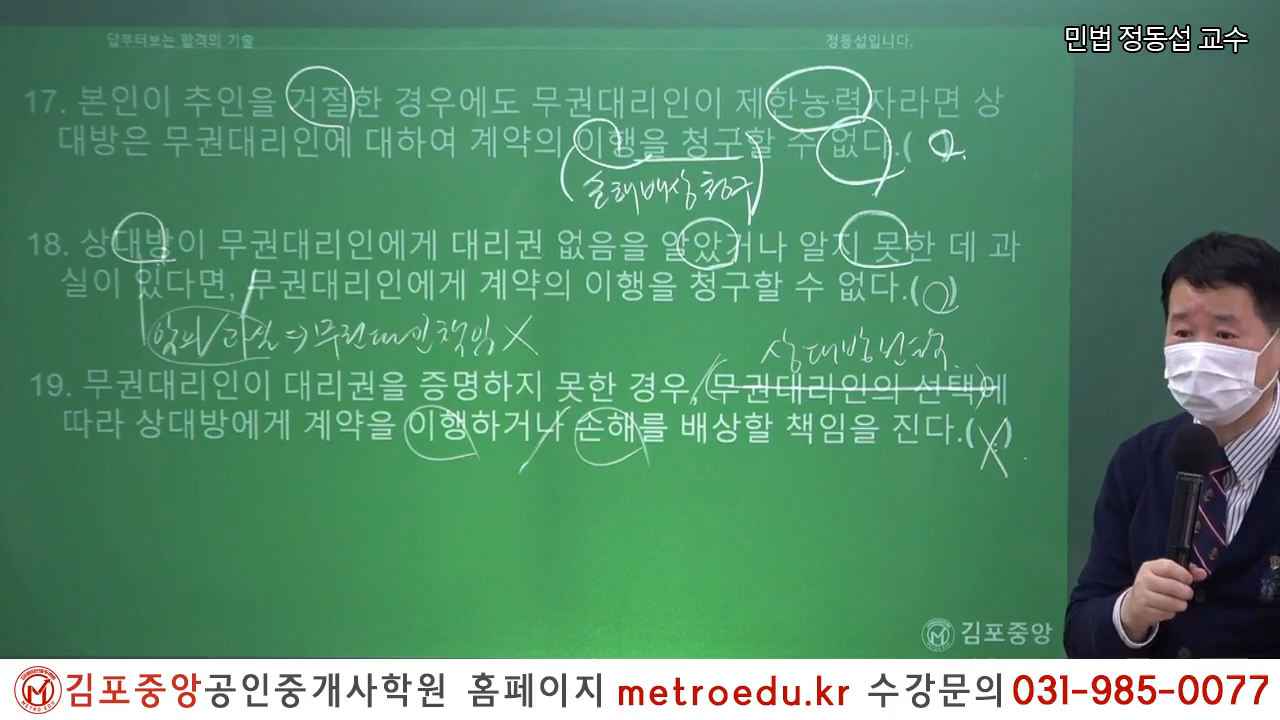 답부터보는 합격의 기술
정동섭입니다.
민법 정동섭 교수
17. 본인이 추인을 거절한 경우에도 무권대리인이 제한능력자라면 상
대방은 무권대리인에 대하여 계약의 이행을 청구할 수 없다.( O ).
손해배상청구
18. 상대방이 무권대리인에게 대리권 없음을 알았거나 알지 못한 데 과
실이 있다면, 무권대리인에게 계약의 이행을 청구할 수 없다.(O)
악의/과실 ⇒ 무권대리인책임 X
상대방선택
19. 무권대리인이 대리권을 증명하지 못한 경우, (무권대리인의 선택)에
따라 상대방에게 계약을 이행하거나 손해를 배상할 책임을 진다.(X)
김포중앙
METRO EDU 김포중앙공인중개사학원 홈페이지 metroedu.kr 수강문의 031-985-0077